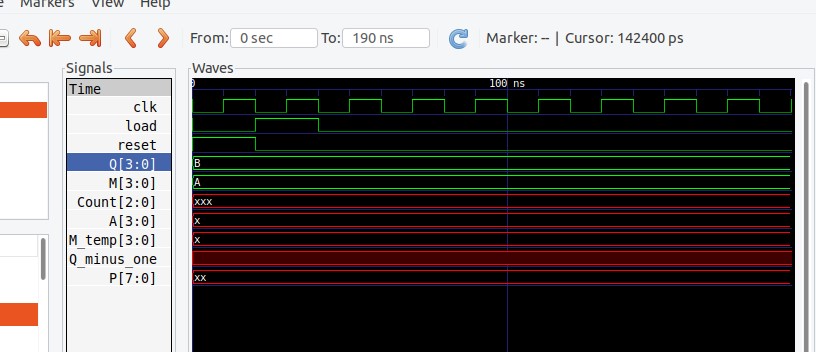 Markers View Help
From: 0 sec To: 190 ns Marker: -- | Cursor: 142400 ps
Signals Waves
Time 0 100 ns
clk
load
reset
Q[3:0] B
M[3:0] A
Count[2:0] xxx
A[3:0] x
M_temp[3:0] x
Q_minus_one
P[7:0] xx